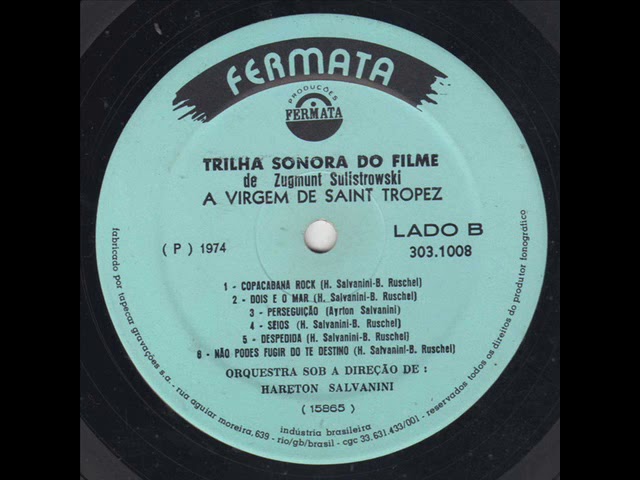 FERMATA
PRODUCÕES
FERMATA
TRILHA SONORA DO FILME
de Zugmunt Sulistrowski
A VIRGEM DE SAINT TROPEZ
(P) 1974
LADO B
303.1008
1 - COPACABANA ROCK (H. Salvanini-B. Ruschel)
2 - DOIS E O MAR (H. Salvanini-B. Ruschel)
3 - PERSEGUIÇÃO (Ayrton Salvanini)
4 - SEIOS (H. Salvanini-B. Ruschel)
5 - DESPEDIDA (H. Salvanini-B. Ruschel)
6 - NÃO PODES FUGIR DO TE DESTINO (H. Salvanini-B. Ruschel)
ORQUESTRA SOB A DIREÇÃO DE:
HARETON SALVANINI
(15865)
indústria brasileira
fabricado por tapecar gravações s.a. - rua aguiar moreira, 639 - rio/gb/brasil - cgc 33.631.433/001 - reservados todos os direitos do produtor fonográfico